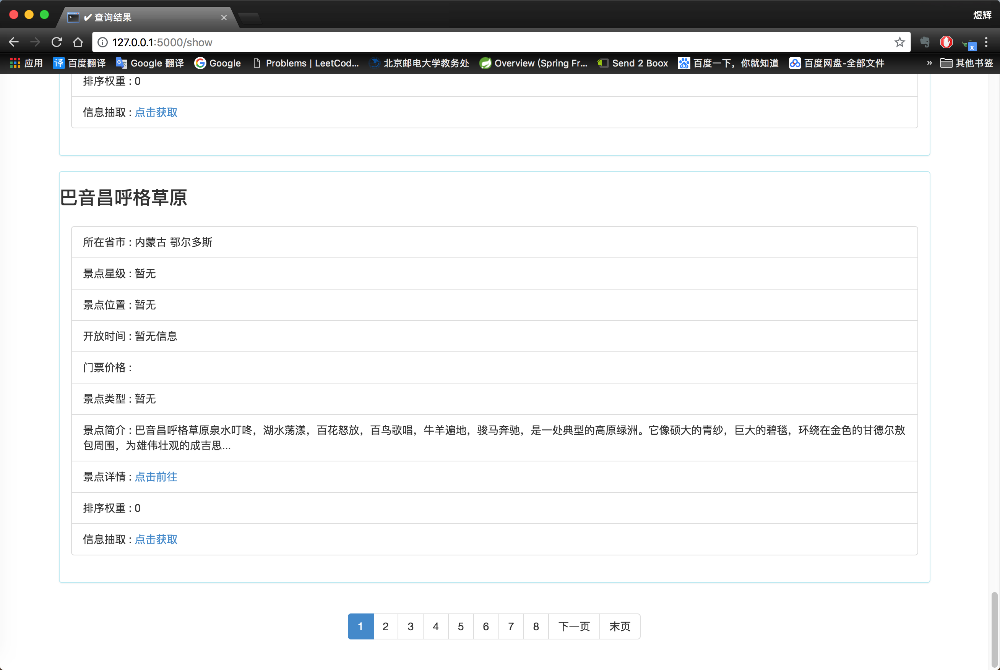 ✔ 查询结果
煜辉
127.0.0.1:5000/show
应用 百度翻译 Google 翻译 Google Problems | LeetCod... 北京邮电大学教务处 Overview (Spring Fr... Send 2 Boox 百度一下，你就知道 百度网盘-全部文件 » 其他书签
排序权重 : 0
信息抽取 : 点击获取
巴音昌呼格草原
所在省市 : 内蒙古 鄂尔多斯
景点星级 : 暂无
景点位置 : 暂无
开放时间 : 暂无信息
门票价格 :
景点类型 : 暂无
景点简介 : 巴音昌呼格草原泉水叮咚，湖水荡漾，百花怒放，百鸟歌唱，牛羊遍地，骏马奔驰，是一处典型的高原绿洲。它像硕大的青纱，巨大的碧毯，环绕在金色的甘德尔敖
包周围，为雄伟壮观的成吉思...
景点详情 : 点击前往
排序权重 : 0
信息抽取 : 点击获取
1 2 3 4 5 6 7 8 下一页 末页